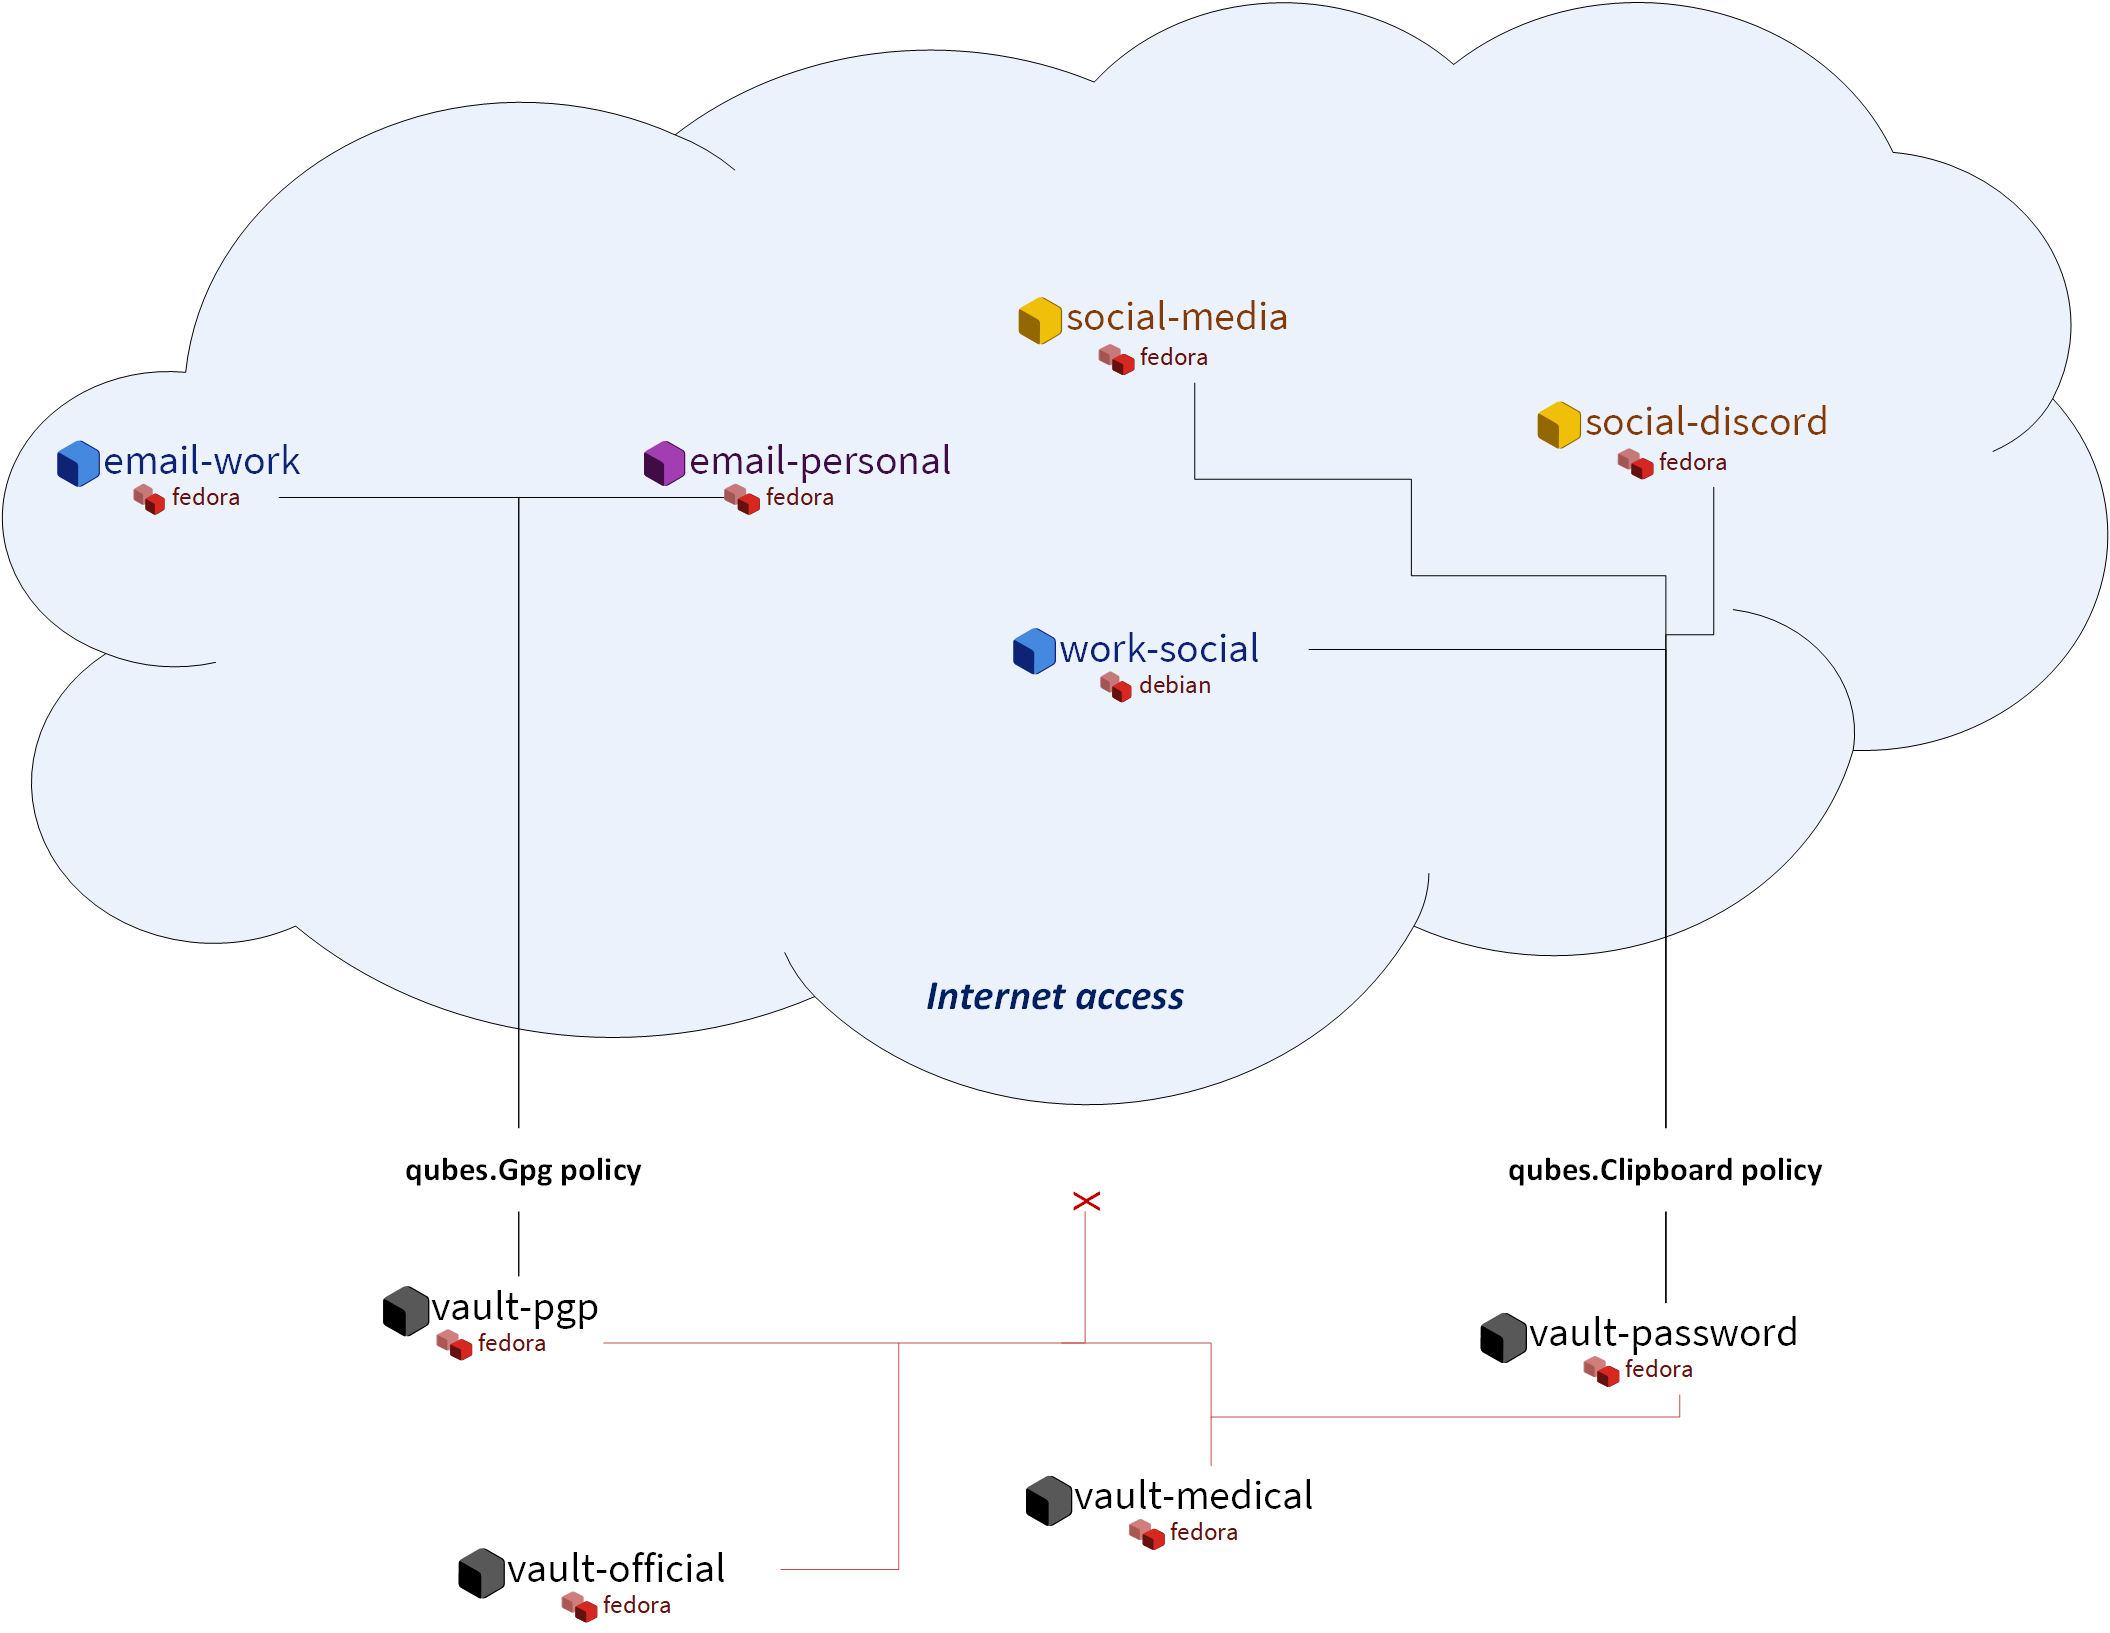 social-media
fedora
social-discord
fedora
email-work
fedora
email-personal
fedora
work-social
debian
Internet access
qubes.Gpg policy
qubes.Clipboard policy
X
vault-pgp
fedora
vault-password
fedora
vault-medical
fedora
vault-official
fedora